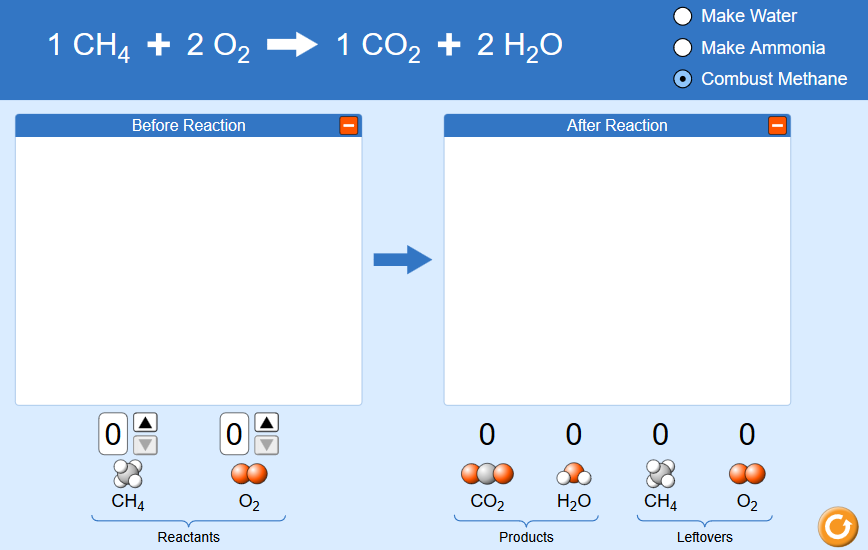 1 CH₄ + 2 O₂ → 1 CO₂ + 2 H₂O
Make Water
Make Ammonia
Combust Methane
Before Reaction
After Reaction
0 0 0 0 0 0
CH₄ O₂ CO₂ H₂O CH₄ O₂
Reactants Products Leftovers